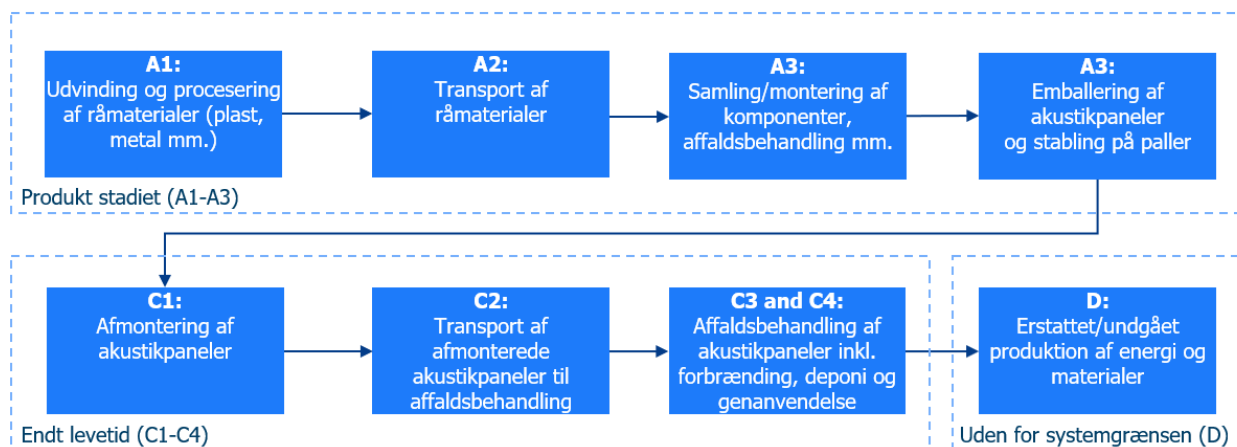 A1:
Udvinding og procesering
af råmaterialer (plast,
metal mm.)
A2:
Transport af
råmaterialer
A3:
Samling/montering af
komponenter,
affaldsbehandling mm.
A3:
Emballering af
akustikpaneler
og stabling på paller
Produkt stadiet (A1-A3)
C1:
Afmontering af
akustikpaneler
C2:
Transport af
afmonterede
akustikpaneler til
affaldsbehandling
C3 and C4:
Affaldsbehandling af
akustikpaneler inkl.
forbrænding, deponi og
genanvendelse
D:
Erstattet/undgået
produktion af energi og
materialer
Endt levetid (C1-C4)
Uden for systemgrænsen (D)